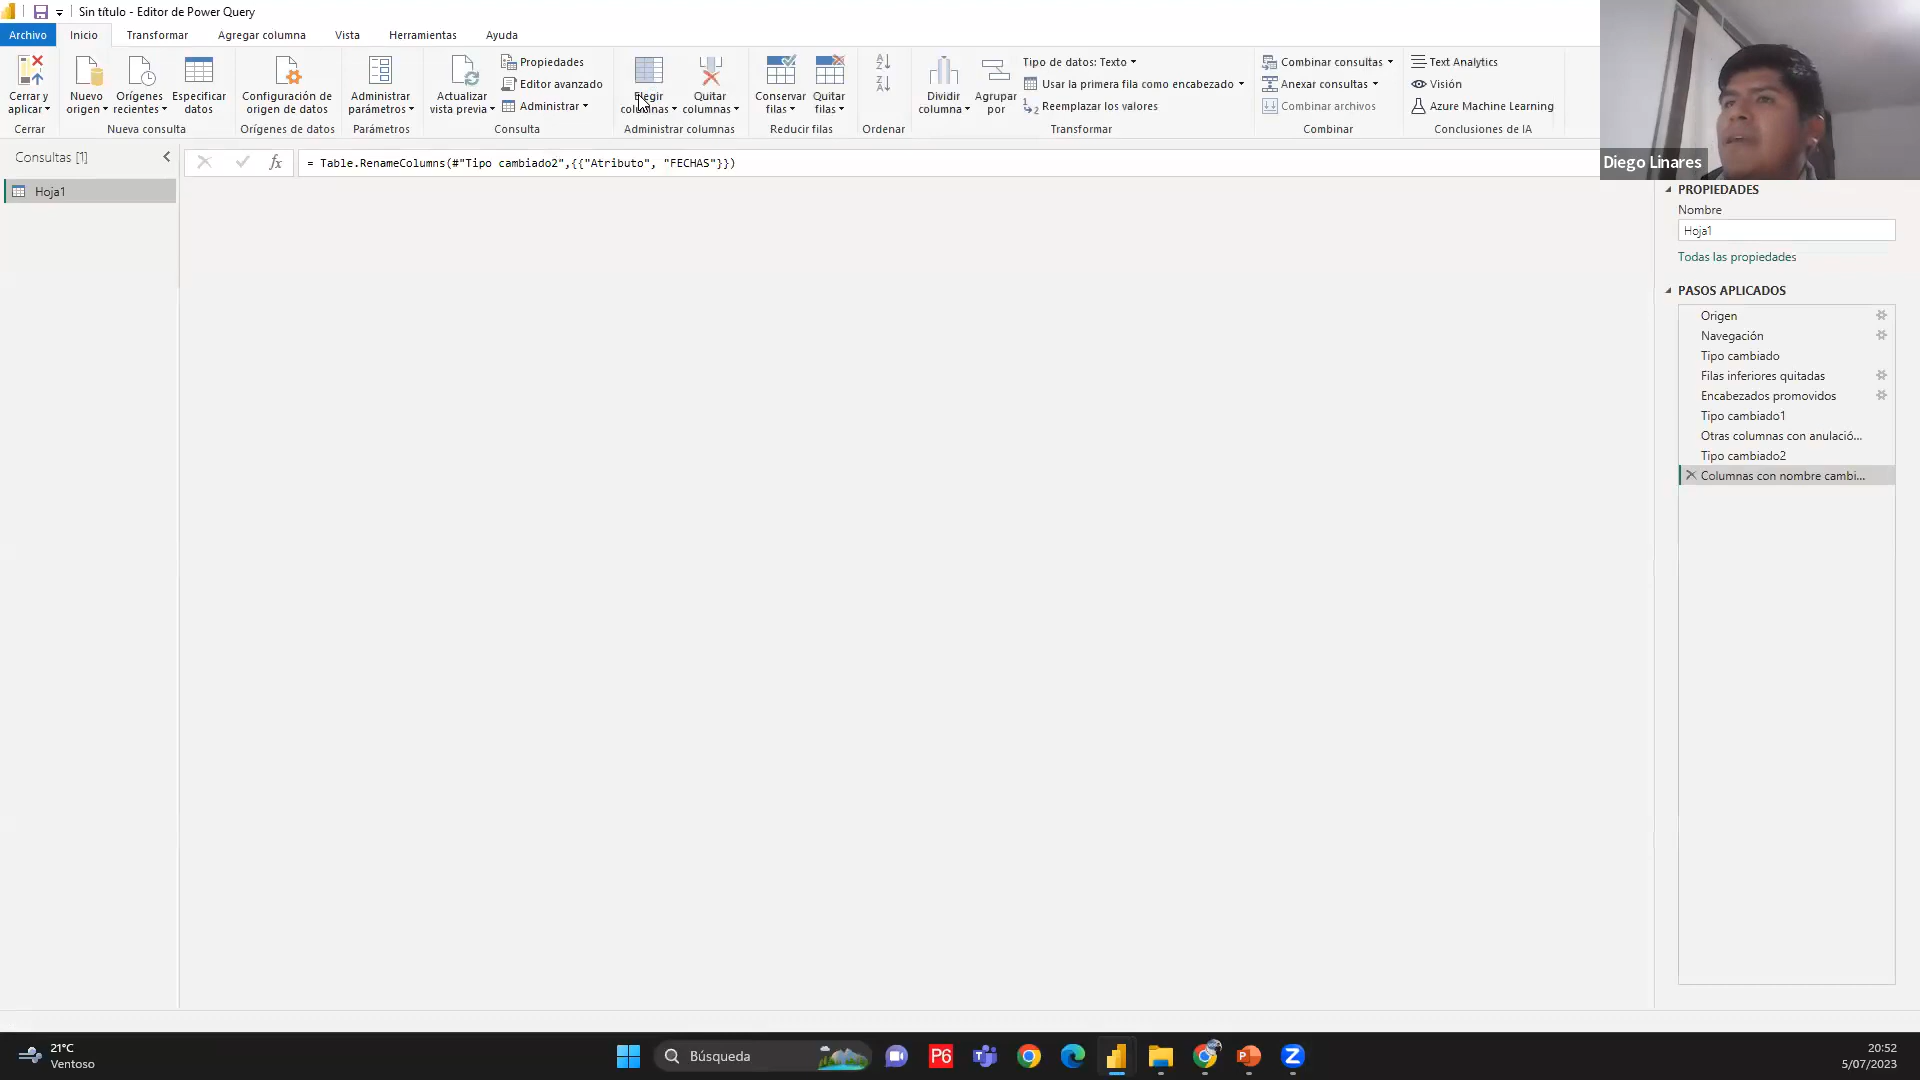 Sin título - Editor de Power Query
Archivo Inicio Transformar Agregar columna Vista Herramientas Ayuda
Cerrar y aplicar
Nuevo origen
Orígenes recientes
Especificar datos
Configuración de origen de datos
Administrar parámetros
Actualizar vista previa
Propiedades
Editor avanzado
Administrar
Elegir columnas
Quitar columnas
Conservar filas
Quitar filas
Dividir columna
Agrupar por
Tipo de datos: Texto
Usar la primera fila como encabezado
Reemplazar los valores
Combinar consultas
Anexar consultas
Combinar archivos
Text Analytics
Visión
Azure Machine Learning
Cerrar Nueva consulta Orígenes de datos Parámetros Consulta Administrar columnas Reducir filas Ordenar Transformar Combinar Conclusiones de IA
Diego Linares
Consultas [1]
fx = Table.RenameColumns(#"Tipo cambiado2",{{"Atributo", "FECHAS"}})
Hoja1
PROPIEDADES
Nombre
Hoja1
Todas las propiedades
PASOS APLICADOS
Origen
Navegación
Tipo cambiado
Filas inferiores quitadas
Encabezados promovidos
Tipo cambiado1
Otras columnas con anulació...
Tipo cambiado2
Columnas con nombre cambi...
21°C
Ventoso
Búsqueda
P6
20:52
5/07/2023